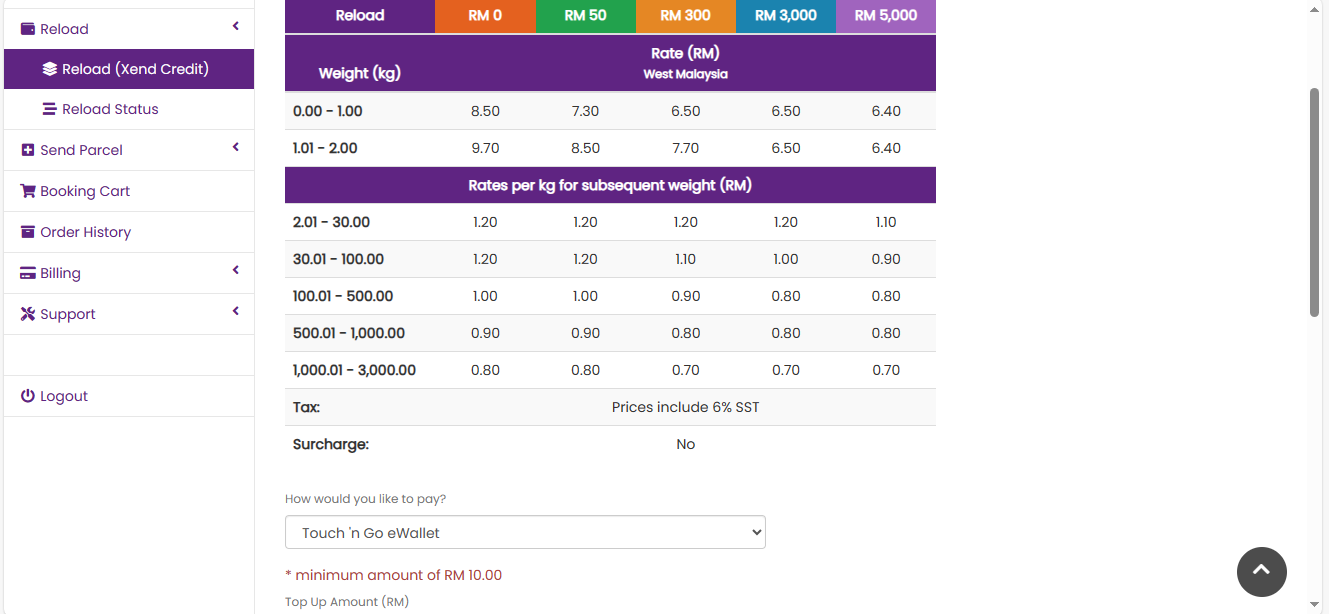 Reload
Reload (Xend Credit)
Reload Status
Send Parcel
Booking Cart
Order History
Billing
Support
Logout
Reload RM 0 RM 50 RM 300 RM 3,000 RM 5,000
Weight (kg) Rate (RM)
West Malaysia
0.00 - 1.00 8.50 7.30 6.50 6.50 6.40
1.01 - 2.00 9.70 8.50 7.70 6.50 6.40
Rates per kg for subsequent weight (RM)
2.01 - 30.00 1.20 1.20 1.20 1.20 1.10
30.01 - 100.00 1.20 1.20 1.10 1.00 0.90
100.01 - 500.00 1.00 1.00 0.90 0.80 0.80
500.01 - 1,000.00 0.90 0.90 0.80 0.80 0.80
1,000.01 - 3,000.00 0.80 0.80 0.70 0.70 0.70
Tax: Prices include 6% SST
Surcharge: No
How would you like to pay?
Touch 'n Go eWallet
* minimum amount of RM 10.00
Top Up Amount (RM)